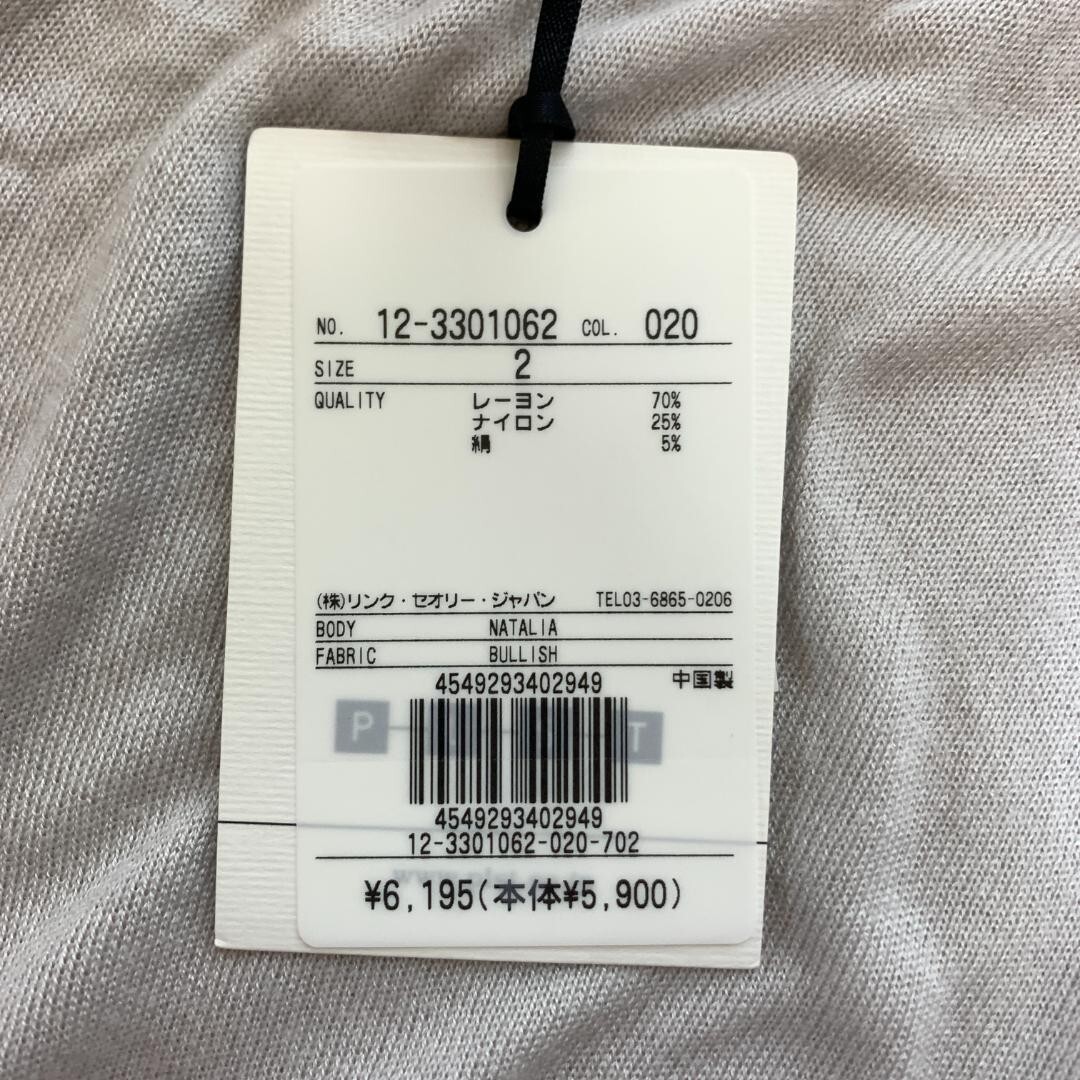 NO. 12-3301062 COL. 020
SIZE 2
QUALITY レーヨン 70%
ナイロン 25%
絹 5%
(株)リンク・セオリー・ジャパン TEL03-6865-0206
BODY NATALIA
FABRIC BULLISH
4549293402949 中国製
P T
4549293402949
12-3301062-020-702
¥6,195(本体¥5,900)